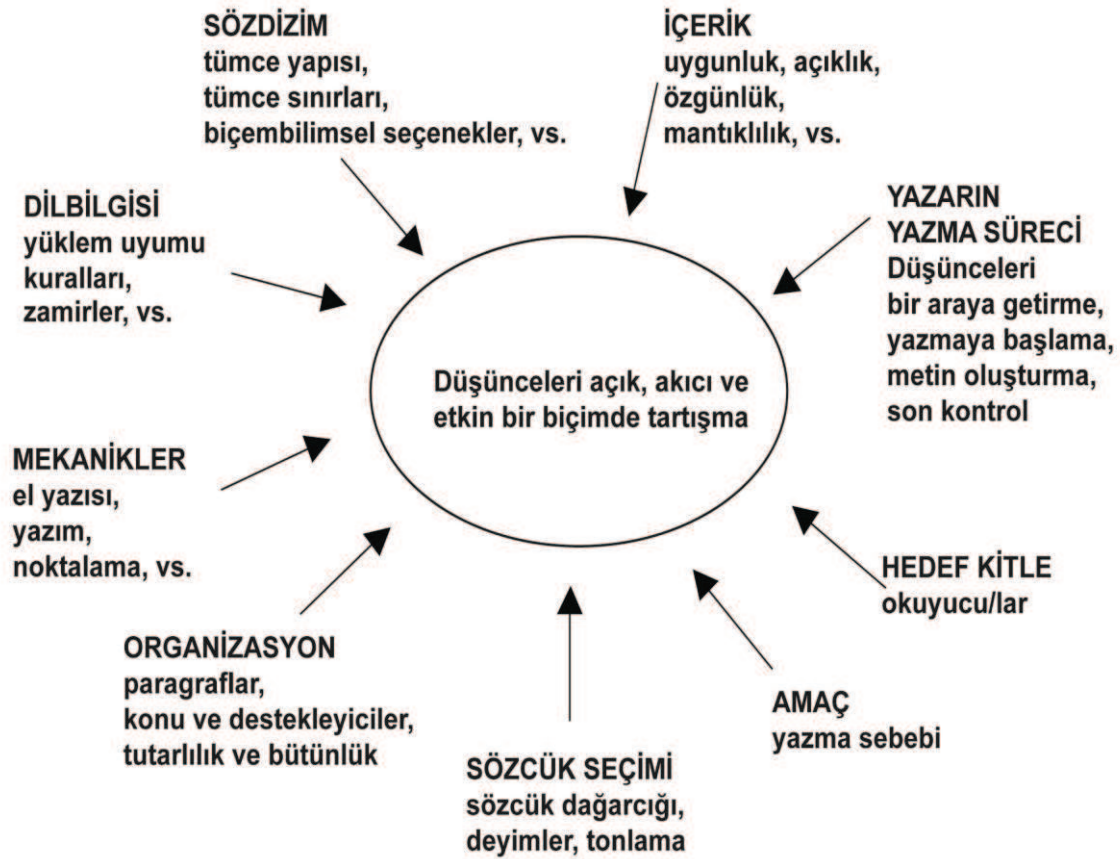 SÖZDİZİM
tümce yapısı,
tümce sınırları,
biçembilimsel seçenekler, vs.
İÇERİK
uygunluk, açıklık,
özgünlük,
mantıklılık, vs.
DİLBİLGİSİ
yüklem uyumu
kuralları,
zamirler, vs.
YAZARIN
YAZMA SÜRECİ
Düşünceleri
bir araya getirme,
yazmaya başlama,
metin oluşturma,
son kontrol
Düşünceleri açık, akıcı ve
etkin bir biçimde tartışma
MEKANİKLER
el yazısı,
yazım,
noktalama, vs.
HEDEF KİTLE
okuyucu/lar
ORGANİZASYON
paragraflar,
konu ve destekleyiciler,
tutarlılık ve bütünlük
AMAÇ
yazma sebebi
SÖZCÜK SEÇİMİ
sözcük dağarcığı,
deyimler, tonlama